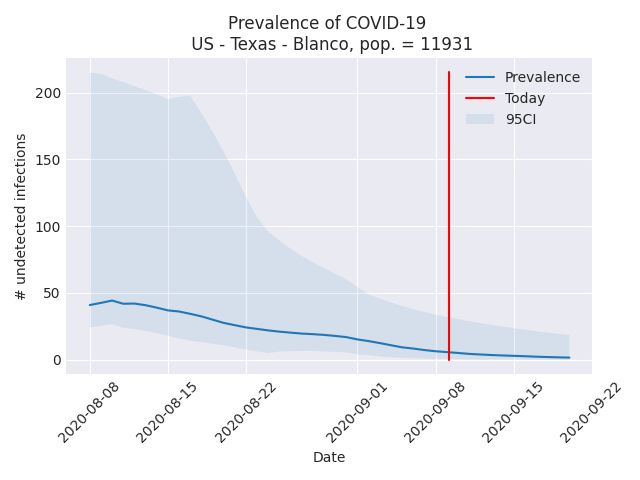 Prevalence of COVID-19
US - Texas - Blanco, pop. = 11931
# undetected infections
200
150
100
50
0
Prevalence
Today
95CI
2020-08-08
2020-08-15
2020-08-22
2020-09-01
2020-09-08
2020-09-15
2020-09-22
Date